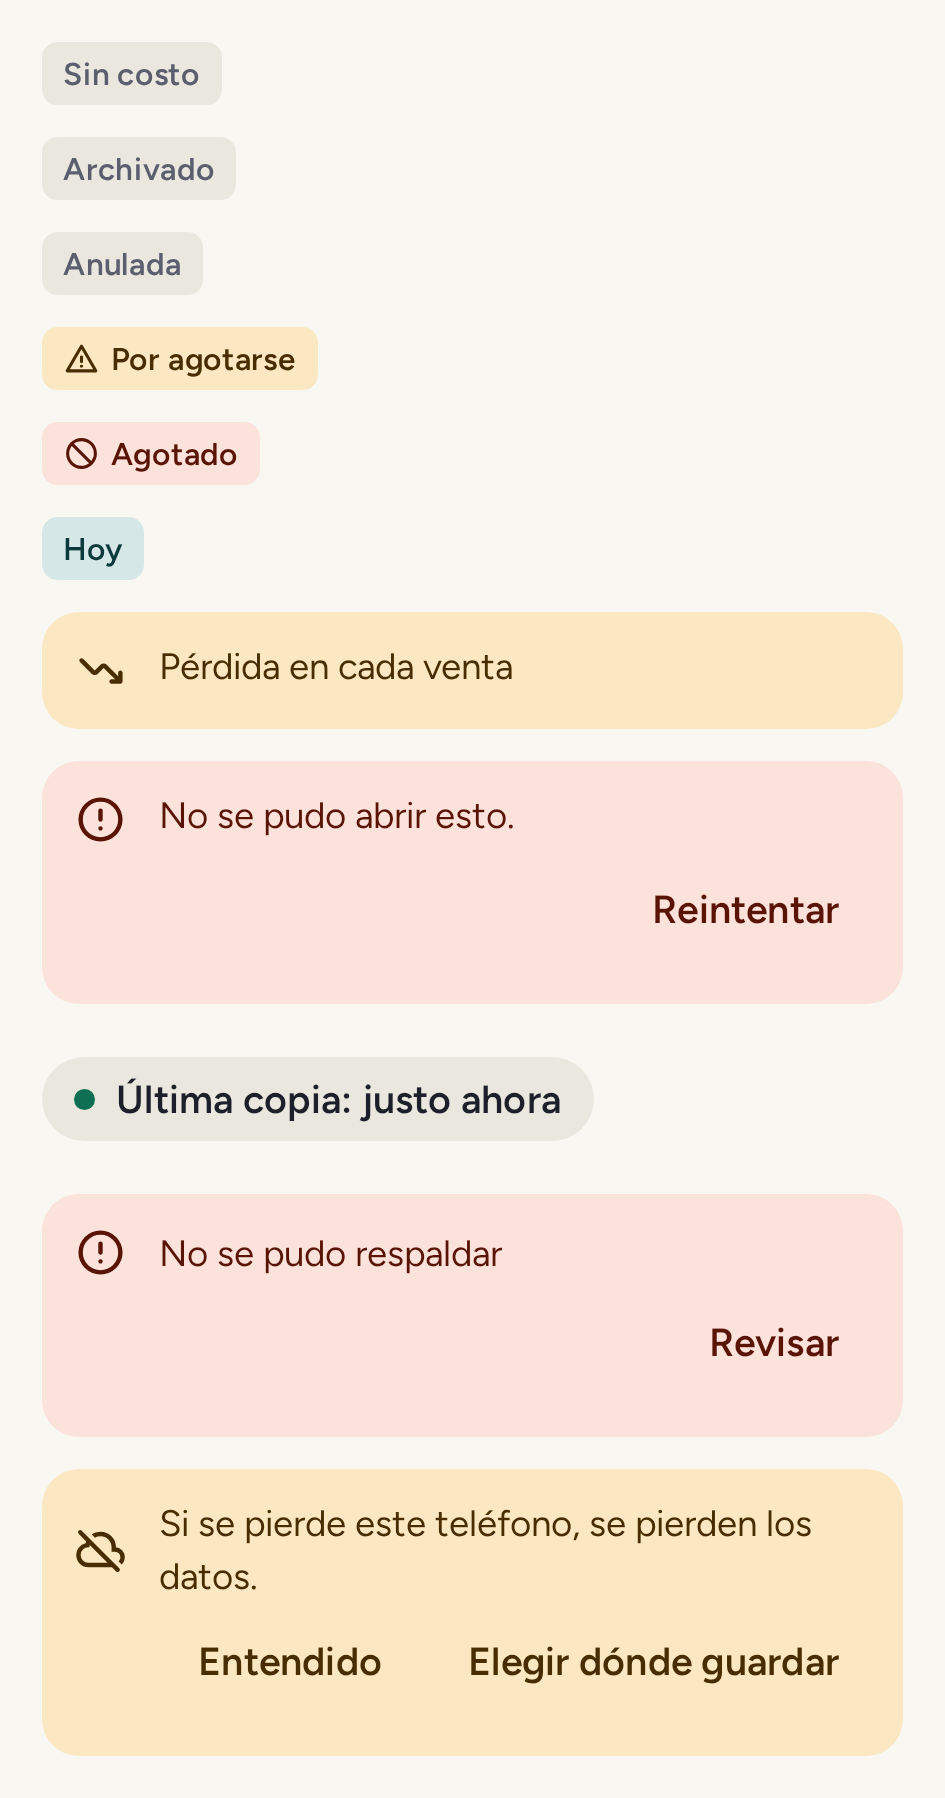 Sin costo
Archivado
Anulada
Por agotarse
Agotado
Hoy
Pérdida en cada venta
No se pudo abrir esto.
Reintentar
Última copia: justo ahora
No se pudo respaldar
Revisar
Si se pierde este teléfono, se pierden los
datos.
Entendido Elegir dónde guardar